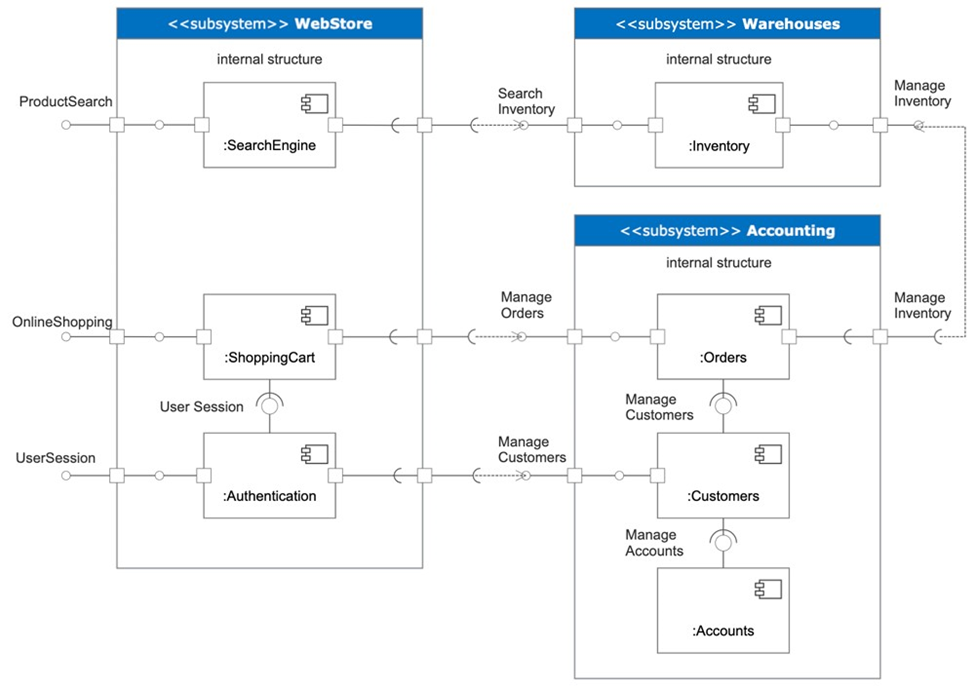 <<subsystem>> WebStore
internal structure
ProductSearch
:SearchEngine
Search
Inventory
OnlineShopping
:ShoppingCart
User Session
UserSession
:Authentication
Manage
Orders
Manage
Customers
<<subsystem>> Warehouses
internal structure
:Inventory
Manage
Inventory
<<subsystem>> Accounting
internal structure
:Orders
Manage
Inventory
Manage
Customers
:Customers
Manage
Accounts
:Accounts